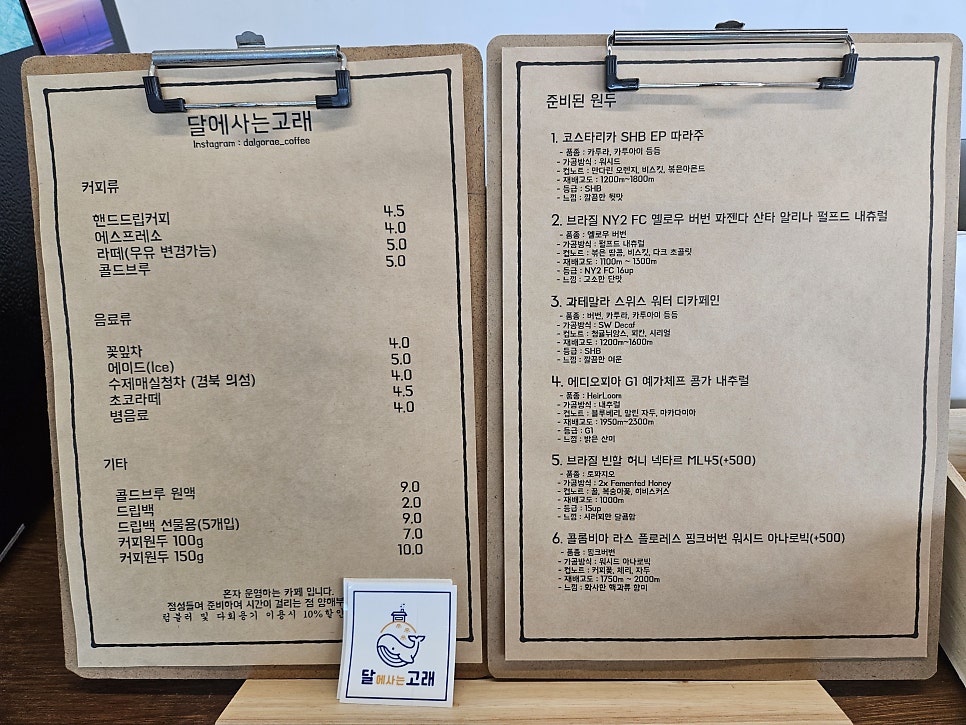 달에사는고래
Instagram : dalgorae_coffee
커피류
핸드드립커피 4.5
에스프레소 4.0
라떼(우유 변경가능) 5.0
콜드브루 5.0
음료류
꽃잎차 4.0
에이드(Ice) 5.0
수제매실청차 (경북 의성) 4.0
초코라떼 4.5
병음료 4.0
기타
콜드브루 원액 9.0
드립백 2.0
드립백 선물용(5개입) 9.0
커피원두 100g 7.0
커피원두 150g 10.0
혼자 운영하는 카페 입니다.
정성들며 준비하여 시간이 걸리는 점 양해부
텀블러 및 다회용기 이용시 10%할인
달에사는고래
준비된 원두
1. 코스타리카 SHB EP 따라주
- 품종 : 카투라, 카투아이 등등
- 가공방식 : 워시드
- 컵노트 : 만다린 오렌지, 비스킷, 볶은아몬드
- 재배고도 : 1200m~1800m
- 등급 : SHB
- 느낌 : 깔끔한 뒷맛
2. 브라질 NY2 FC 옐로우 버번 파젠다 산타 알리나 펄프드 내츄럴
- 품종 : 옐로우 버번
- 가공방식 : 펄프드 내츄럴
- 컵노트 : 볶은 땅콩, 비스킷, 다크 초콜릿
- 재배고도 : 1100m ~ 1300m
- 등급 : NY2 FC 16up
- 느낌 : 고소한 단맛
3. 과테말라 스위스 워터 디카페인
- 품종 : 버번, 카투라, 카투아이 등등
- 가공방식 : SW Decaf
- 컵노트 : 청귤뉘앙스, 피칸, 시리얼
- 재배고도 : 1200m~1600m
- 등급 : SHB
- 느낌 : 깔끔한 여운
4. 에디오피아 G1 예가체프 콩가 내추럴
- 품종 : HeirLoom
- 가공방식 : 내추럴
- 컵노트 : 블루베리, 말린 자두, 마카다미아
- 재배고도 : 1950m~2300m
- 등급 : G1
- 느낌 : 밝은 산미
5. 브라질 빈할 허니 넥타르 ML45(+500)
- 품종 : 토파지오
- 가공방식 : 2x Femented Honey
- 컵노트 : 꿀, 복숭아꽃, 히비스커스
- 재배고도 : 1000m
- 등급 : 15up
- 느낌 : 시러피한 달콤함
6. 콜롬비아 라스 플로레스 핑크버번 워시드 아나로빅(+500)
- 품종 : 핑크버번
- 가공방식 : 워시드 아나로빅
- 컵노트 : 커피꽃, 체리, 자두
- 재배고도 : 1750m ~ 2000m
- 느낌 : 화사한 핵과류 향미